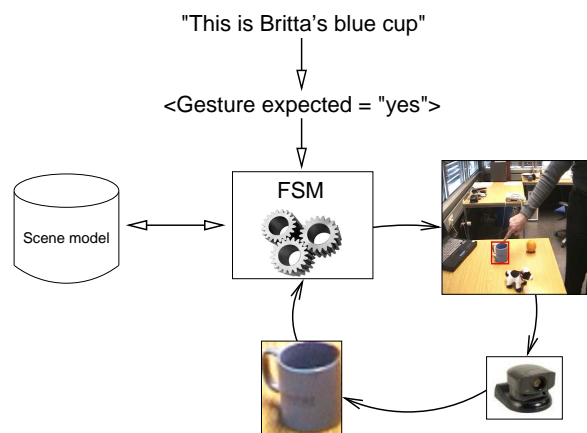 "This is Britta's blue cup"
<Gesture expected = "yes">
FSM
Scene model